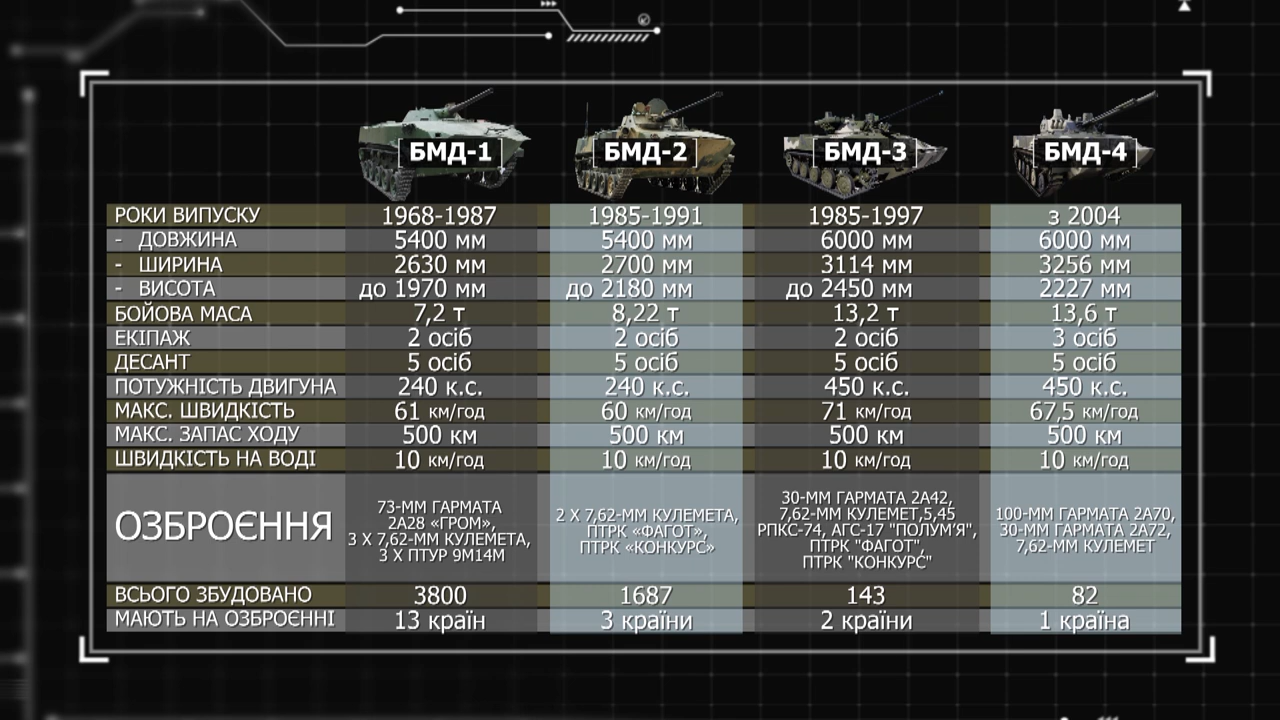 БМД-1 БМД-2 БМД-3 БМД-4
РОКИ ВИПУСКУ 1968-1987 1985-1991 1985-1997 з 2004
- ДОВЖИНА 5400 мм 5400 мм 6000 мм 6000 мм
- ШИРИНА 2630 мм 2700 мм 3114 мм 3256 мм
- ВИСОТА до 1970 мм до 2180 мм до 2450 мм 2227 мм
БОЙОВА МАСА 7,2 т 8,22 т 13,2 т 13,6 т
ЕКІПАЖ 2 осіб 2 осіб 2 осіб 3 осіб
ДЕСАНТ 5 осіб 5 осіб 5 осіб 5 осіб
ПОТУЖНІСТЬ ДВИГУНА 240 к.с. 240 к.с. 450 к.с. 450 к.с.
МАКС. ШВИДКІСТЬ 61 км/год 60 км/год 71 км/год 67,5 км/год
МАКС. ЗАПАС ХОДУ 500 км 500 км 500 км 500 км
ШВИДКІСТЬ НА ВОДІ 10 км/год 10 км/год 10 км/год 10 км/год
ОЗБРОЄННЯ
73-ММ ГАРМАТА
2А28 «ГРОМ»,
3 Х 7,62-ММ КУЛЕМЕТА,
3 Х ПТУР 9М14М
2 Х 7,62-ММ КУЛЕМЕТА,
ПТРК «ФАГОТ»,
ПТРК «КОНКУРС»
30-ММ ГАРМАТА 2А42,
7,62-ММ КУЛЕМЕТ,5,45
РПКС-74, АГС-17 "ПОЛУМ'Я",
ПТРК "ФАГОТ",
ПТРК "КОНКУРС"
100-ММ ГАРМАТА 2А70,
30-ММ ГАРМАТА 2А72,
7,62-ММ КУЛЕМЕТ
ВСЬОГО ЗБУДОВАНО 3800 1687 143 82
МАЮТЬ НА ОЗБРОЄННІ 13 країн 3 країни 2 країни 1 країна